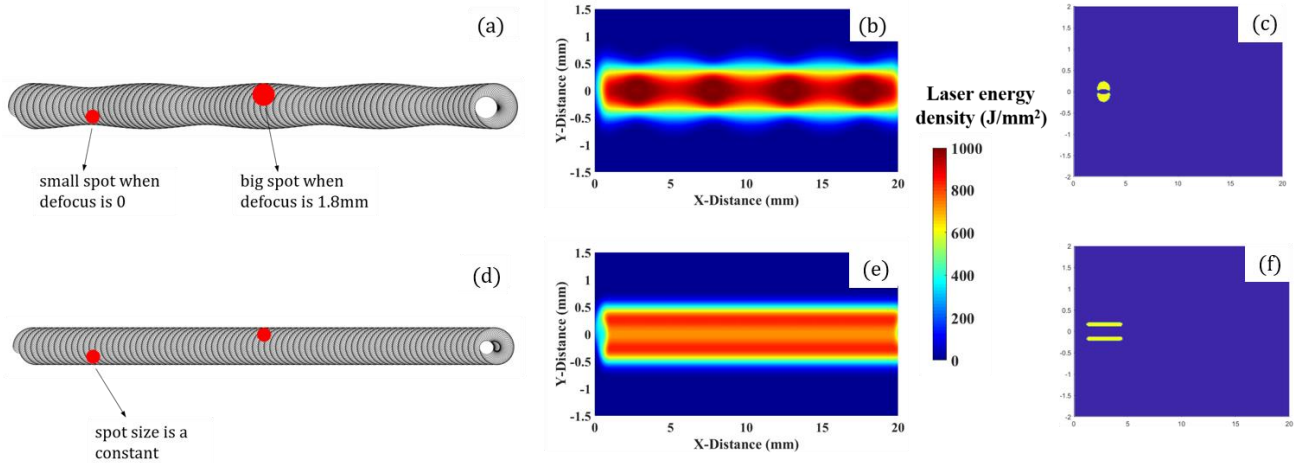 (a)
small spot when
defocus is 0
big spot when
defocus is 1.8mm
(b)
1.5
1
0.5
0
-0.5
-1
-1.5
Y-Distance (mm)
0 5 10 15 20
X-Distance (mm)
Laser energy
density (J/mm²)
1000
800
600
400
200
0
(c)
2
1.5
1
0.5
0
-0.5
-1
-1.5
-2
0 5 10 15 20
(d)
spot size is a
constant
(e)
1.5
1
0.5
0
-0.5
-1
-1.5
Y-Distance (mm)
0 5 10 15 20
X-Distance (mm)
(f)
2
1.5
1
0.5
0
-0.5
-1
-1.5
-2
0 5 10 15 20